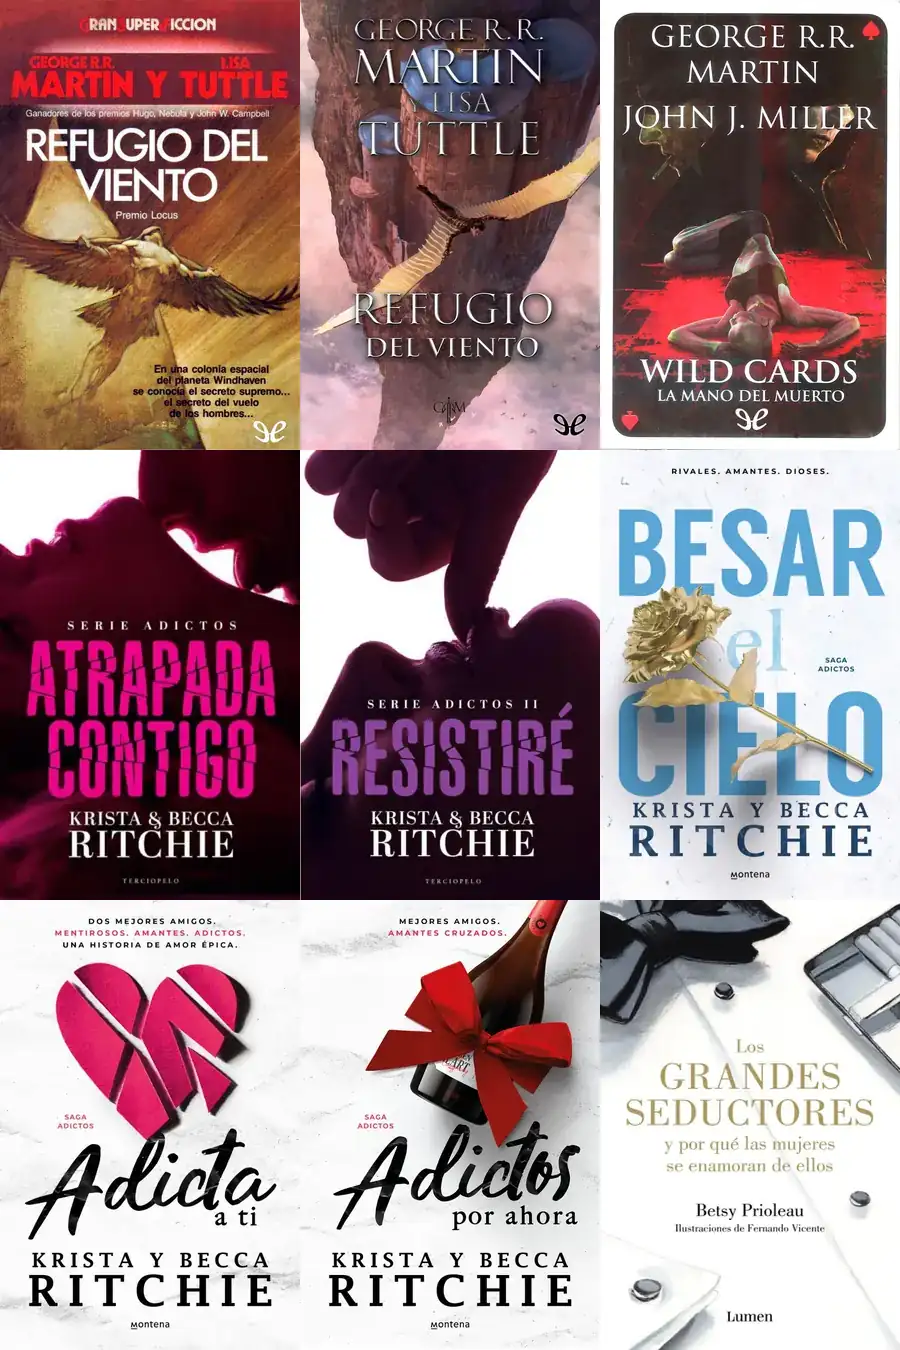 GRAN SUPER FICCION
GEORGE R.R. LISA
MARTIN Y TUTTLE
Ganadores de los premios Hugo, Nebula y John W. Campbell
REFUGIO DEL
VIENTO
Premio Locus
En una colonia espacial
del planeta Windhaven
se conocía el secreto supremo...
el secreto del vuelo
de los hombres...
GEORGE R. R.
MARTIN
Y LISA
TUTTLE
REFUGIO
DEL VIENTO
GRRM
GEORGE R.R.
MARTIN
JOHN J. MILLER
WILD CARDS
LA MANO DEL MUERTO
SERIE ADICTOS
ATRAPADA
CONTIGO
KRISTA & BECCA
RITCHIE
TERCIOPELO
SERIE ADICTOS II
RESISTIRÉ
KRISTA & BECCA
RITCHIE
TERCIOPELO
RIVALES. AMANTES. DIOSES.
BESAR
el
SAGA
ADICTOS
CIELO
KRISTA Y BECCA
RITCHIE
Montena
DOS MEJORES AMIGOS.
MENTIROSOS. AMANTES. ADICTOS.
UNA HISTORIA DE AMOR ÉPICA.
SAGA
ADICTOS
Adicta
a ti
KRISTA Y BECCA
RITCHIE
Montena
MEJORES AMIGOS.
AMANTES CRUZADOS.
SAGA
ADICTOS
Adictos
por ahora
KRISTA Y BECCA
RITCHIE
Montena
Los
GRANDES
SEDUCTORES
y por qué las mujeres
se enamoran de ellos
Betsy Prioleau
Ilustraciones de Fernando Vicente
Lumen